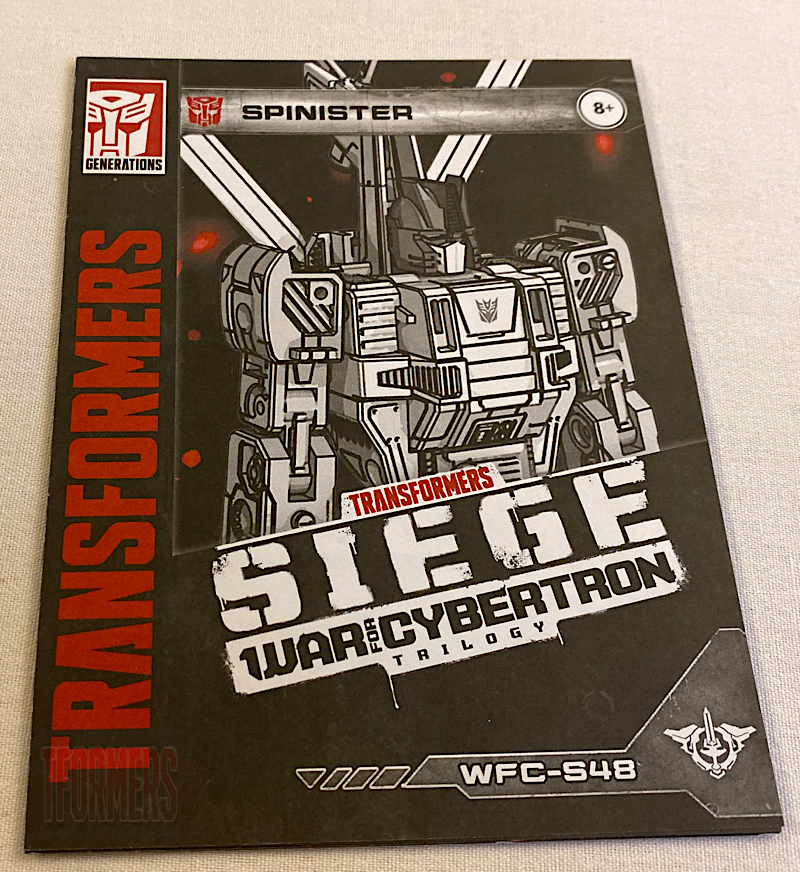 GENERATIONS
SPINISTER
8+
TRANSFORMERS
TRANSFORMERS
SIEGE
WAR FOR CYBERTRON
TRILOGY
WFC-S48
TFORMERS